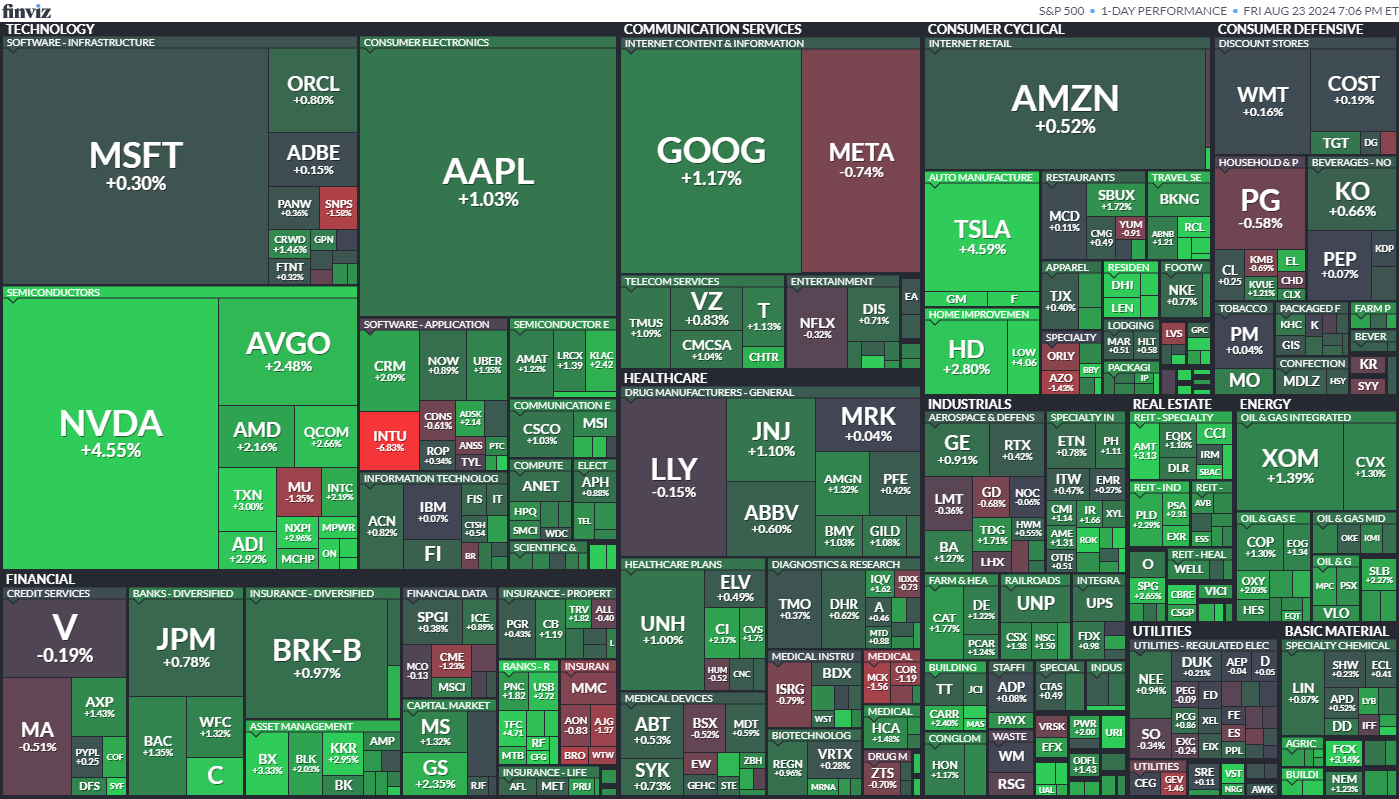 finviz
S&P 500 • 1-DAY PERFORMANCE • FRI AUG 23 2024 7:06 PM ET
TECHNOLOGY
SOFTWARE - INFRASTRUCTURE
MSFT
+0.30%
ORCL
+0.80%
ADBE
+0.15%
PANW
+0.36%
SNPS
-1.58%
CRWD
+1.46%
GPN
FTNT
+0.32%
CONSUMER ELECTRONICS
AAPL
+1.03%
SEMICONDUCTORS
NVDA
+4.55%
AVGO
+2.48%
AMD
+2.16%
QCOM
+2.66%
TXN
+3.00%
MU
-1.35%
INTC
+2.19%
ADI
+2.92%
NXPI
+2.96%
MPWR
MCHP
ON
SOFTWARE - APPLICATION
CRM
+2.09%
NOW
+0.89%
UBER
+1.35%
INTU
-6.83%
CDNS
-0.61%
ADSK
+2.14
ROP
+0.34%
ANSS
PTC
TYL
SEMICONDUCTOR E
AMAT
+1.23%
LRCX
+1.39
KLAC
+2.42
COMMUNICATION E
CSCO
+1.03%
MSI
INFORMATION TECHNOLOG
ACN
+0.82%
IBM
+0.07%
FIS
IT
CTSH
+0.54
FI
BR
COMPUTE
ANET
HPQ
SMCI
WDC
ELECT
APH
+0.88%
TEL
SCIENTIFIC &
COMMUNICATION SERVICES
INTERNET CONTENT & INFORMATION
GOOG
+1.17%
META
-0.74%
TELECOM SERVICES
TMUS
+1.09%
VZ
+0.83%
T
+1.13%
CMCSA
+1.04%
CHTR
ENTERTAINMENT
NFLX
-0.32%
DIS
+0.71%
EA
CONSUMER CYCLICAL
INTERNET RETAIL
AMZN
+0.52%
AUTO MANUFACTURE
TSLA
+4.59%
GM
F
RESTAURANTS
MCD
+0.11%
SBUX
+1.72%
CMG
+0.49
YUM
-0.91
TRAVEL SE
BKNG
ABNB
+1.21
RCL
HOME IMPROVEMEN
HD
+2.80%
LOW
+4.06
APPAREL
TJX
+0.40%
RESIDEN
DHI
LEN
FOOTW
NKE
+0.77%
SPECIALTY
ORLY
AZO
-1.43%
BBY
LODGING
MAR
+0.51
HLT
+0.58
PACKAGI
IP
LVS
GPC
CONSUMER DEFENSIVE
DISCOUNT STORES
WMT
+0.16%
COST
+0.19%
TGT
DG
HOUSEHOLD & P
PG
-0.58%
CL
+0.25
KMB
-0.69%
EL
KVUE
+1.21%
CHD
CLX
BEVERAGES - NO
KO
+0.66%
PEP
+0.07%
KDP
TOBACCO
PM
+0.04%
MO
PACKAGED F
KHC
K
GIS
FARM P
BEVER
CONFECTION
MDLZ
HSY
KR
SYY
HEALTHCARE
DRUG MANUFACTURERS - GENERAL
LLY
-0.15%
JNJ
+1.10%
MRK
+0.04%
ABBV
+0.60%
AMGN
+1.32%
PFE
+0.42%
BMY
+1.03%
GILD
+1.08%
HEALTHCARE PLANS
UNH
+1.00%
ELV
+0.49%
CI
+2.17%
CVS
+1.75
HUM
-0.52
CNC
DIAGNOSTICS & RESEARCH
TMO
+0.37%
DHR
+0.62%
IQV
+1.62
IDXX
-0.73
A
+0.46
MTD
+0.88
MEDICAL DEVICES
ABT
+0.53%
BSX
-0.52%
MDT
+0.59%
SYK
+0.73%
EW
ZBH
GEHC
STE
MEDICAL INSTRU
ISRG
-0.79%
BDX
WST
MEDICAL
MCK
-1.56
COR
-1.19
MEDICAL
HCA
+1.48%
BIOTECHNOLOG
REGN
+0.96%
VRTX
+0.28%
MRNA
DRUG M
ZTS
-0.70%
FINANCIAL
CREDIT SERVICES
V
-0.19%
MA
-0.51%
AXP
+1.43%
PYPL
+0.25
COF
DFS
SYF
BANKS - DIVERSIFIED
JPM
+0.78%
BAC
+1.35%
WFC
+1.32%
C
INSURANCE - DIVERSIFIED
BRK-B
+0.97%
ASSET MANAGEMENT
BX
+3.33%
BLK
+2.03%
KKR
+2.95%
AMP
BK
FINANCIAL DATA
SPGI
+0.38%
ICE
+0.89%
MCO
-0.13
CME
-1.23%
MSCI
CAPITAL MARKET
MS
+1.32%
GS
+2.35%
RJF
INSURANCE - PROPERT
PGR
+0.43%
CB
+1.19
TRV
+1.82
ALL
-0.40
L
BANKS - R
PNC
+1.82
USB
+2.72
TFC
+4.71
RF
MTB
CFG
INSURAN
MMC
AON
-0.83
AJG
-1.37
BRO
WTW
INSURANCE - LIFE
AFL
MET
PRU
INDUSTRIALS
AEROSPACE & DEFENS
GE
+0.91%
RTX
+0.42%
LMT
-0.36%
GD
-0.68%
NOC
-0.06%
BA
+1.27%
TDG
+1.71%
HWM
+0.55%
LHX
SPECIALTY IN
ETN
+0.78%
PH
+1.11
ITW
+0.47%
EMR
+0.27%
CMI
+1.14
IR
+1.66
XYL
AME
+1.31
ROK
OTIS
+0.51
FARM & HEA
CAT
+1.77%
DE
+1.22%
PCAR
+1.24%
RAILROADS
UNP
CSX
+1.38
NSC
+1.50
INTEGRA
UPS
FDX
+0.98
BUILDING
TT
JCI
CARR
+2.40%
MAS
STAFFI
ADP
+0.08%
PAYX
SPECIAL
CTAS
+0.49
INDUS
CONGLOM
HON
+1.17%
WASTE
WM
RSG
VRSK
EFX
PWR
+2.00
URI
UAL
ODFL
+1.43
REAL ESTATE
REIT - SPECIALTY
AMT
+3.13
EQIX
+1.10%
CCI
DLR
IRM
SBAC
REIT - IND
PLD
+2.29%
PSA
+2.31
EXR
REIT -
AVB
ESS
O
SPG
+2.65%
REIT - HEAL
WELL
CBRE
VICI
CSGP
ENERGY
OIL & GAS INTEGRATED
XOM
+1.39%
CVX
+1.30%
OIL & GAS E
COP
+1.30%
EOG
+1.34
OXY
+2.03%
HES
EQT
OIL & GAS MID
OKE
KMI
OIL & G
MPC
PSX
VLO
SLB
+2.27%
UTILITIES
UTILITIES - REGULATED ELEC
NEE
+0.94%
DUK
+0.21%
AEP
-0.04
D
+0.05
SO
-0.34%
PEG
-0.09
ED
PCG
+0.86
XEL
FE
EXC
-0.24
EIX
ES
PPL
UTILITIES
CEG
GEV
-1.46
SRE
+0.11
VST
NRG
AWK
BASIC MATERIAL
SPECIALTY CHEMICAL
LIN
+0.87%
SHW
+0.23%
ECL
+0.41
APD
+0.52%
LYB
DD
IFF
AGRIC
FCX
+3.14%
BUILDI
NEM
+1.23%